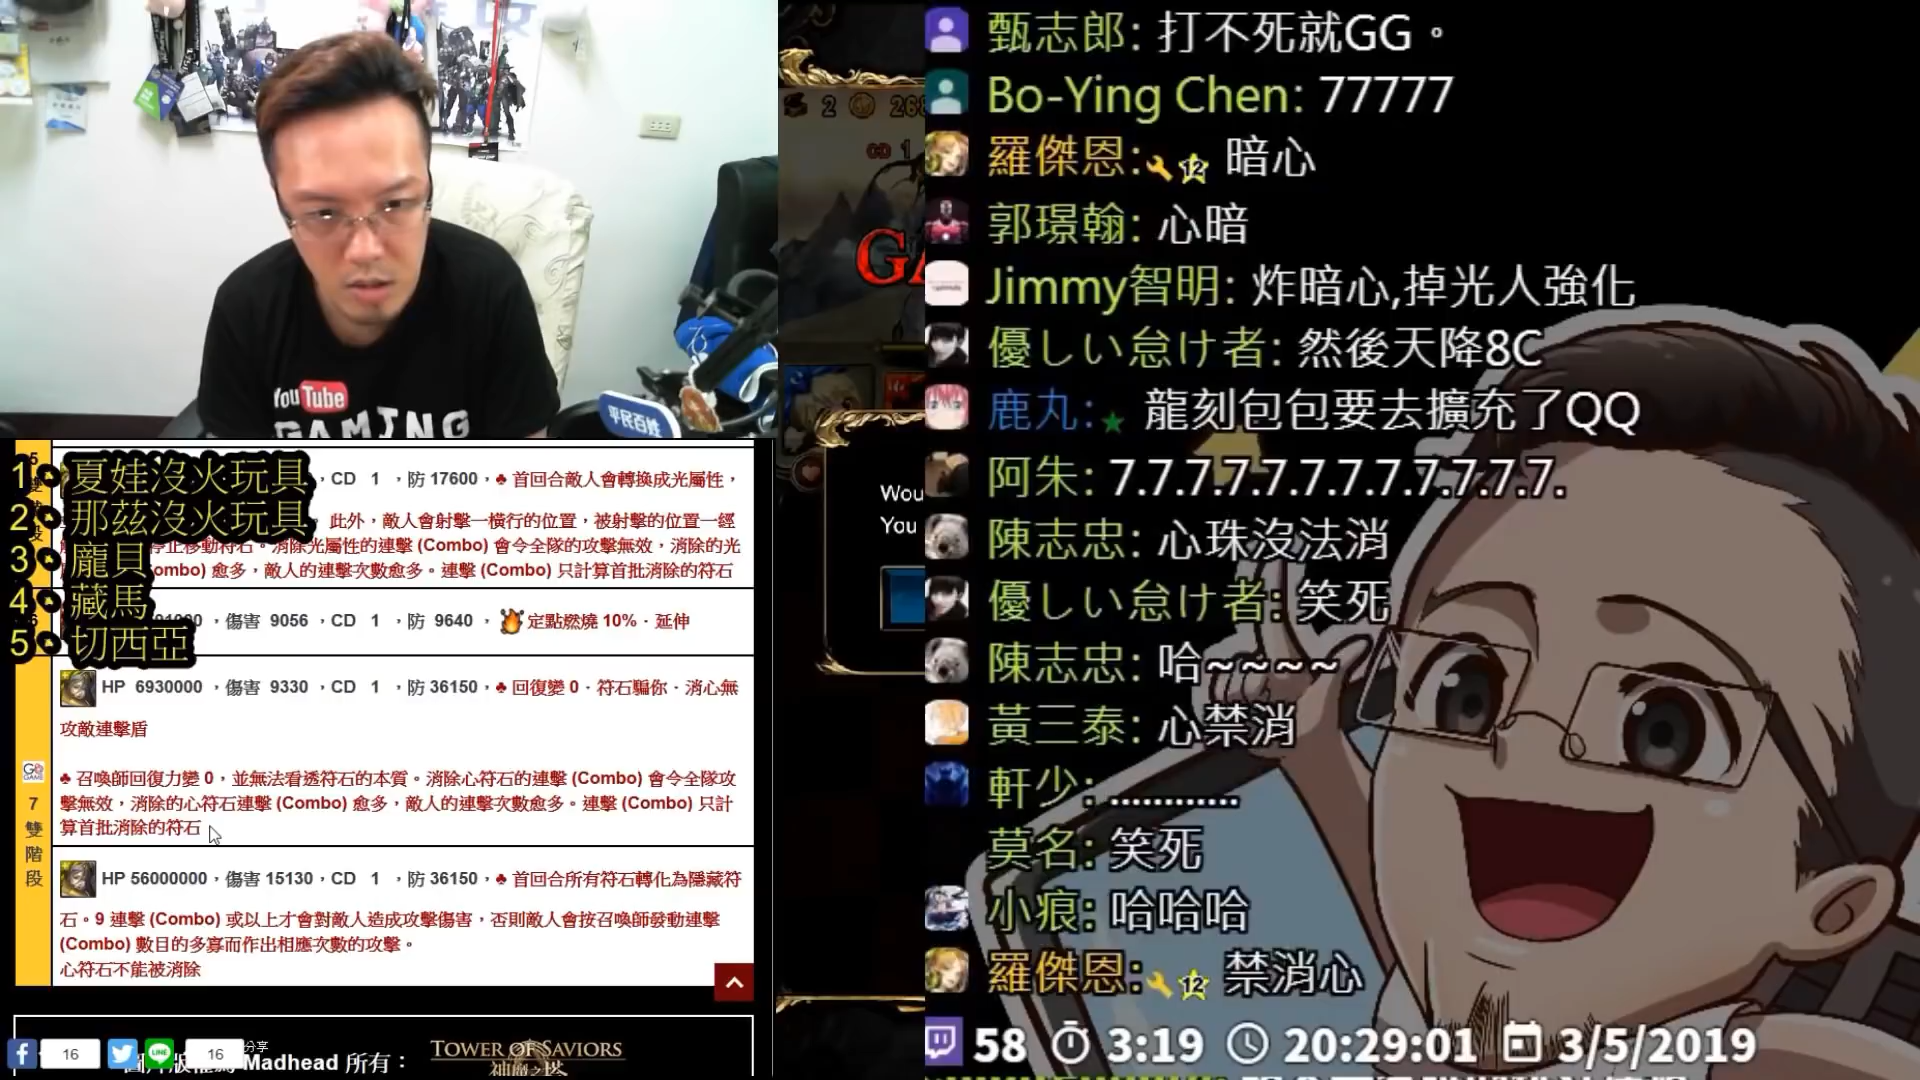 YouTube
GAMING
平民百姓
1. 夏娃沒火玩具
2. 那茲沒火玩具
3. 龐貝
4. 藏馬
5. 切西亞
,CD 1 ,防 17600,♣ 首回合敵人會轉換成光屬性,
此外,敵人會射擊一橫行的位置,被射擊的位置一經
停止移動符石。消除光屬性的連擊 (Combo) 會令全隊的攻擊無效,消除的光
ombo) 愈多,敵人的連擊次數愈多。連擊 (Combo) 只計算首批消除的符石
,傷害 9056 ,CD 1 ,防 9640 , 定點燃燒 10%.延伸
HP 6930000 ,傷害 9330 ,CD 1 ,防 36150,♣ 回復變 0.符石騙你.消心無
攻敵連擊盾
♣ 召喚師回復力變 0,並無法看透符石的本質。消除心符石的連擊 (Combo) 會令全隊攻
擊無效,消除的心符石連擊 (Combo) 愈多,敵人的連擊次數愈多。連擊 (Combo) 只計
算首批消除的符石
7
雙
階
段
HP 56000000,傷害 15130,CD 1 ,防 36150,♣ 首回合所有符石轉化為隱藏符
石。9 連擊 (Combo) 或以上才會對敵人造成攻擊傷害,否則敵人會按召喚師發動連擊
(Combo) 數目的多寡而作出相應次數的攻擊。
心符石不能被消除
16
16
分享
Madhead 所有:
TOWER OF SAVIORS
2
CD 1
GA
Wou
You
甄志郎: 打不死就GG。
Bo-Ying Chen: 77777
羅傑恩: 12 暗心
郭璟翰: 心暗
Jimmy智明: 炸暗心,掉光人強化
優しい怠け者: 然後天降8C
鹿丸: 龍刻包包要去擴充了QQ
阿朱: 7.7.7.7.7.7.7.7.7.7.7.7.
陳志忠: 心珠沒法消
優しい怠け者: 笑死
陳志忠: 哈~~~~
黃三泰: 心禁消
軒少: ............
莫名: 笑死
小痕: 哈哈哈
羅傑恩: 12 禁消心
58 3:19 20:29:01 3/5/2019